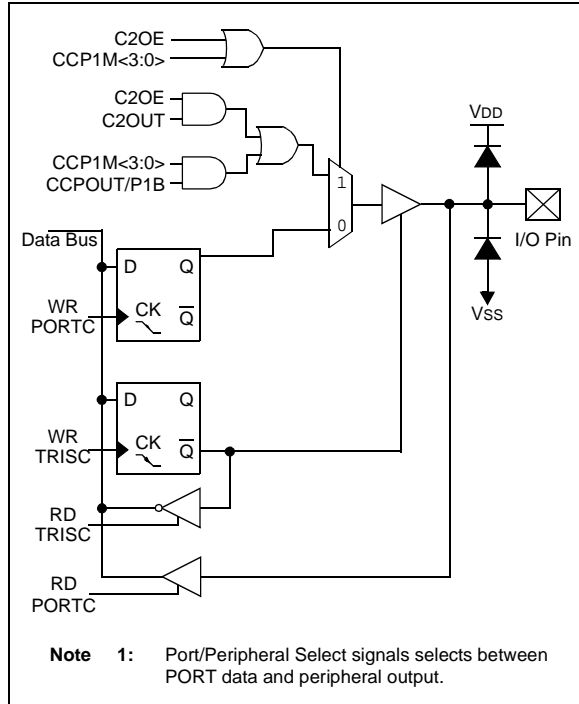 C2OE
CCP1M<3:0>
C2OE
C2OUT
CCP1M<3:0>
CCPOUT/P1B
1
0
VDD
I/O Pin
VSS
Data Bus
D Q
WR
PORTC
CK Q
D Q
WR
TRISC
CK Q
RD
TRISC
RD
PORTC
Note 1: Port/Peripheral Select signals selects between
PORT data and peripheral output.